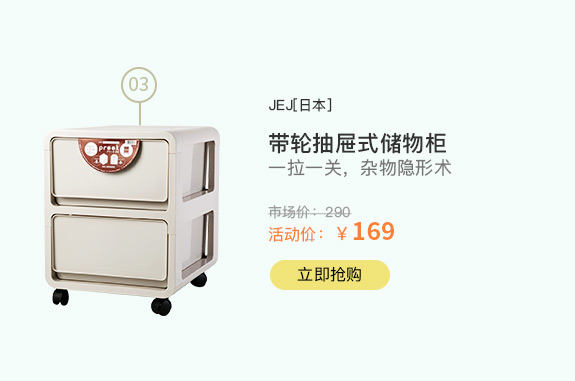 03
JEJ[日本]
带轮抽屉式储物柜
一拉一关，杂物隐形术
市场价：290
活动价：￥169
立即抢购